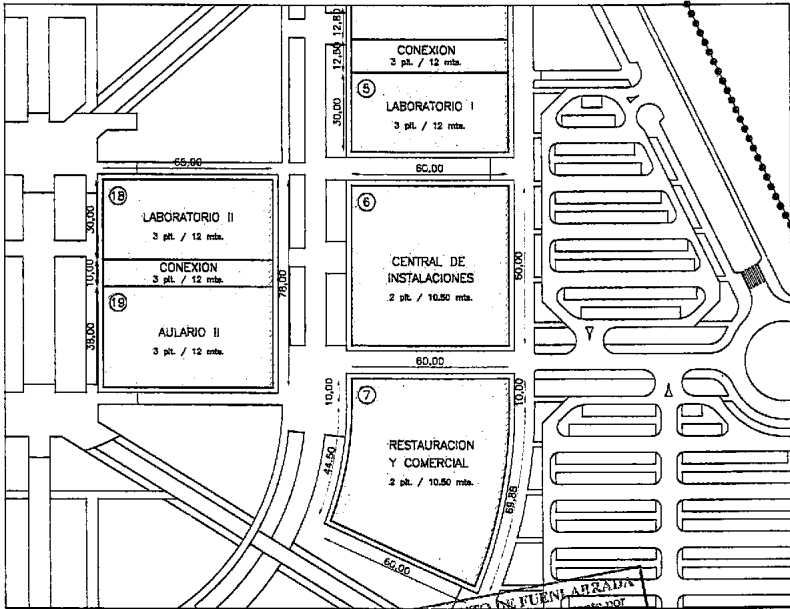 12,80
CONEXION
3 plt. / 12 mts.
12,50
5
LABORATORIO I
3 plt. / 12 mts.
30,00
65,00
60,00
18
LABORATORIO II
3 plt. / 12 mts.
30,00
CONEXION
3 plt. / 12 mts.
10,00
19
AULARIO II
3 plt. / 12 mts.
38,00
78,00
6
CENTRAL DE
INSTALACIONES
2 plt. / 10.50 mts.
60,00
60,00
7
10,00
10,00
RESTAURACION
Y COMERCIAL
2 plt. / 10.50 mts.
44,50
69,88
60,00
DE FUENLABRADA
por